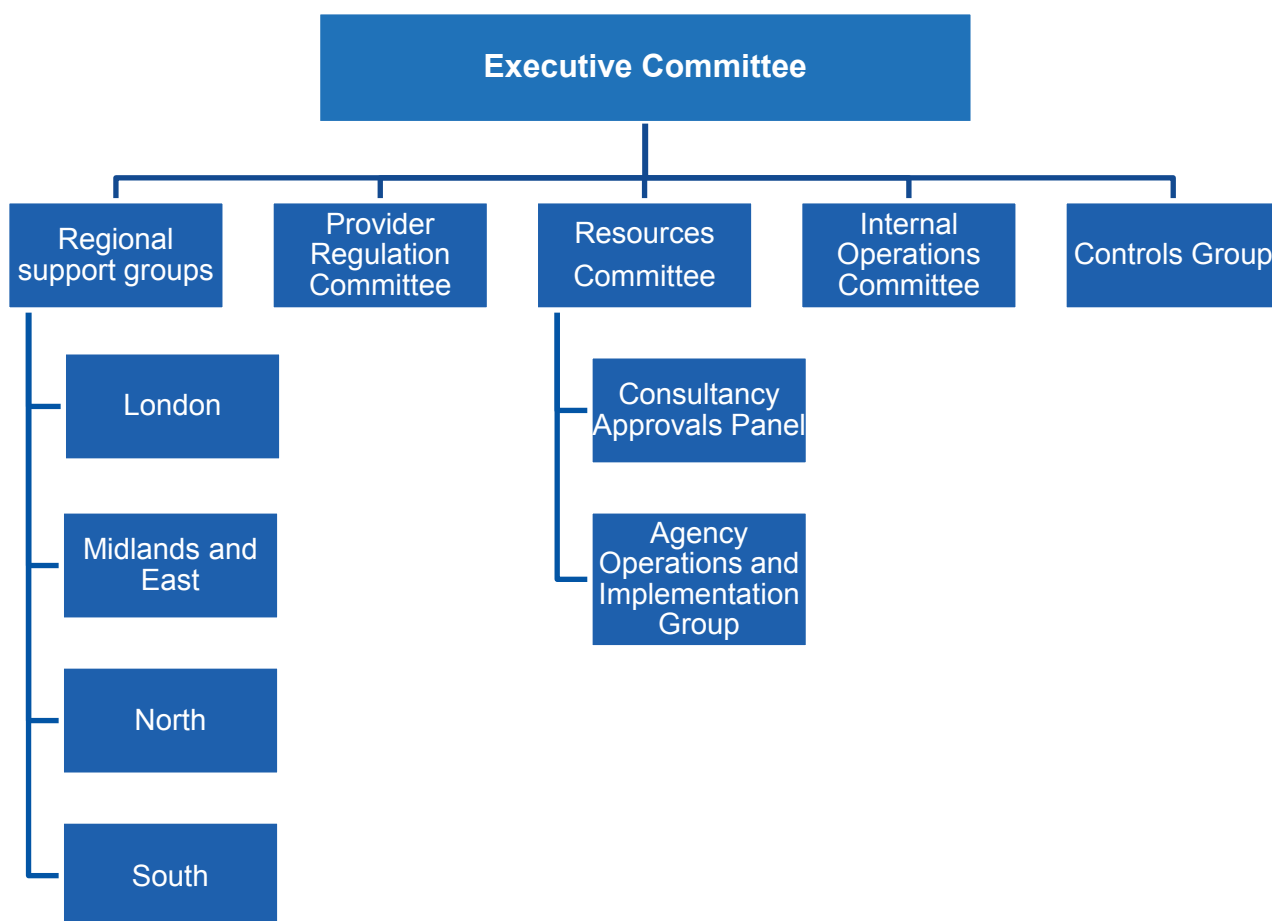 Executive Committee
Regional
support groups
Provider
Regulation
Committee
Resources
Committee
Internal
Operations
Committee
Controls Group
London
Midlands and
East
North
South
Consultancy
Approvals Panel
Agency
Operations and
Implementation
Group